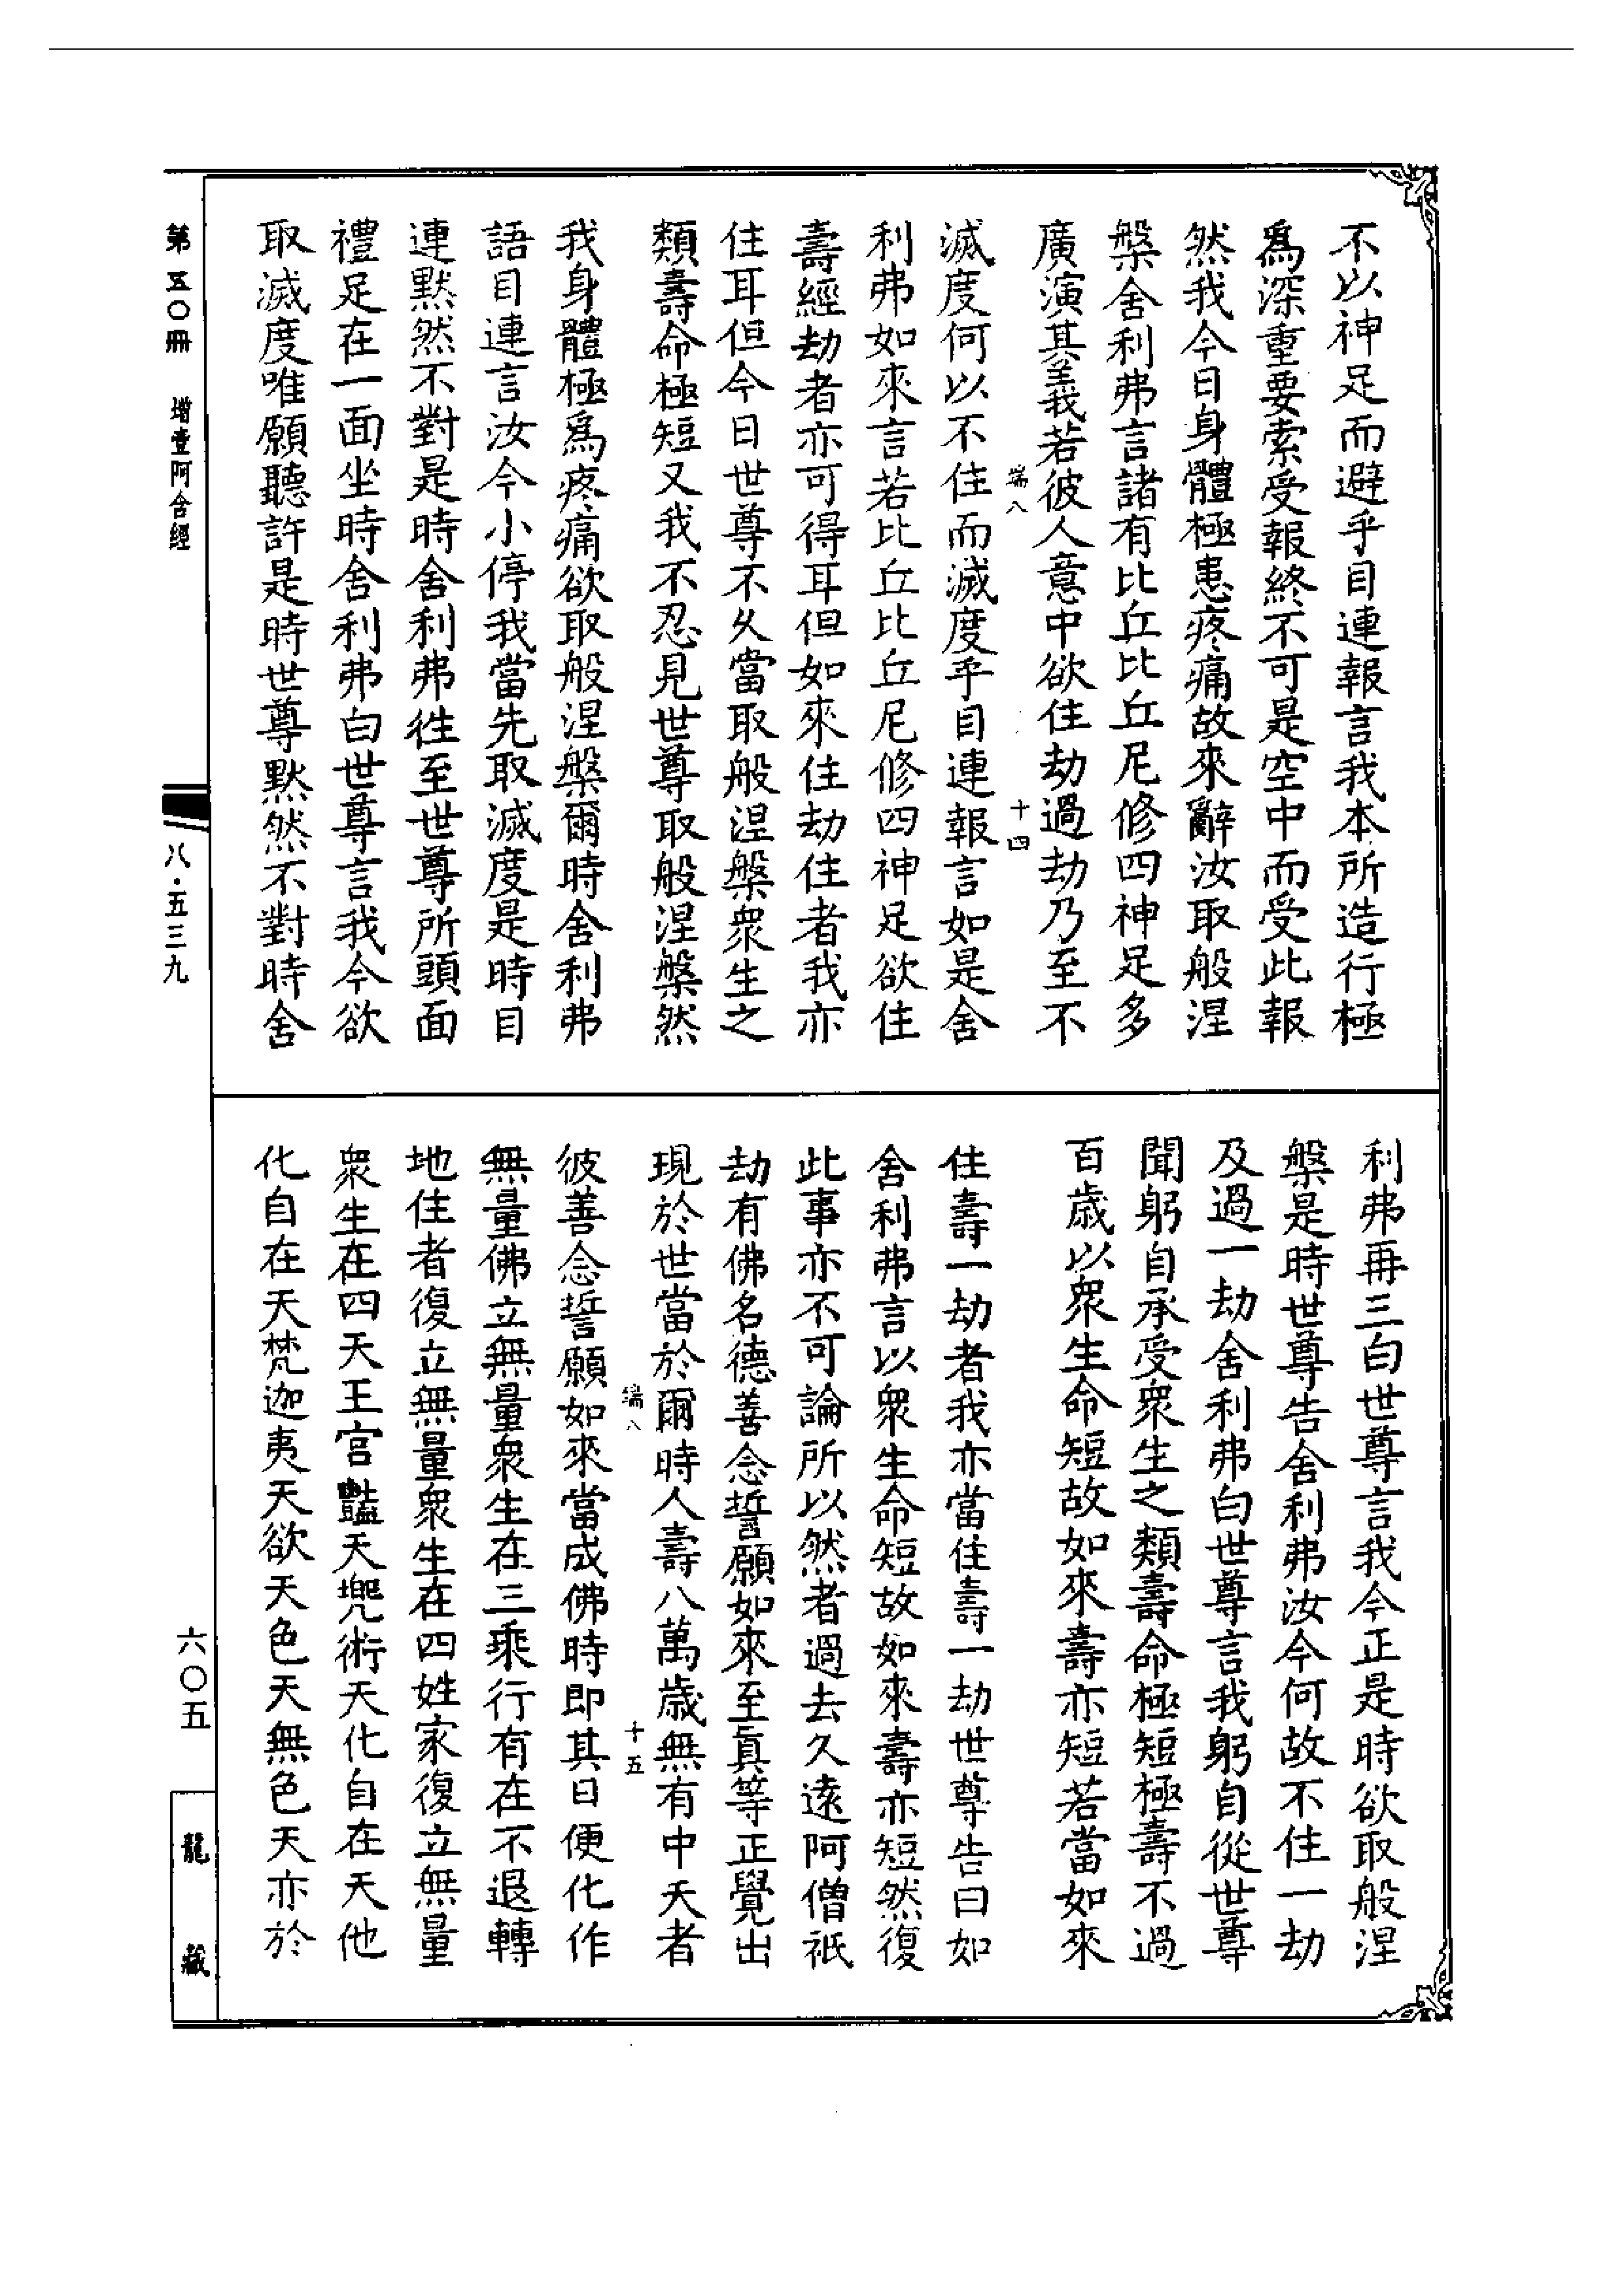 不以神足而避乎目連報言我本所造行極
爲深重要索受報終不可是空中而受此報
然我今日身體極患疼痛故來辭汝取般涅
槃舍利弗言諸有比丘比丘尼修四神足多
廣演其義若彼人意中欲住劫過劫乃至不
端八 十四
滅度何以不住而滅度乎目連報言如是舍
利弗如來言若比丘比丘尼修四神足欲住
壽經劫者亦可得耳但如來住劫住者我亦
住耳但今日世尊不久當取般涅槃衆生之
類壽命極短又我不忍見世尊取般涅槃然
我身體極爲疼痛欲取般涅槃爾時舍利弗
語目連言汝今小停我當先取滅度是時目
連默然不對是時舍利弗往至世尊所頭面
禮足在一面坐時舍利弗白世尊言我今欲
取滅度唯願聽許是時世尊默然不對時舍
利弗再三白世尊言我今正是時欲取般涅
槃是時世尊告舍利弗汝今何故不住一劫
及過一劫舍利弗白世尊言我躬自從世尊
聞躬自承受衆生之類壽命極短極壽不過
百歲以衆生命短故如來壽亦短若當如來
住壽一劫者我亦當住壽一劫世尊告曰如
舍利弗言以衆生命短故如來壽亦短然復
此事亦不可論所以然者過去久遠阿僧祇
劫有佛名德善念誓願如來至眞等正覺出
現於世當於爾時人壽八萬歲無有中夭者
端八 十五
彼善念誓願如來當成佛時即其日便化作
無量佛立無量衆生在三乘行有在不退轉
地住者復立無量衆生在四姓家復立無量
衆生在四天王宮豔天兜術天化自在天他
化自在天梵迦夷天欲天色天無色天亦於
第五〇冊 增壹阿含經
八·五三九
六〇五
龍藏